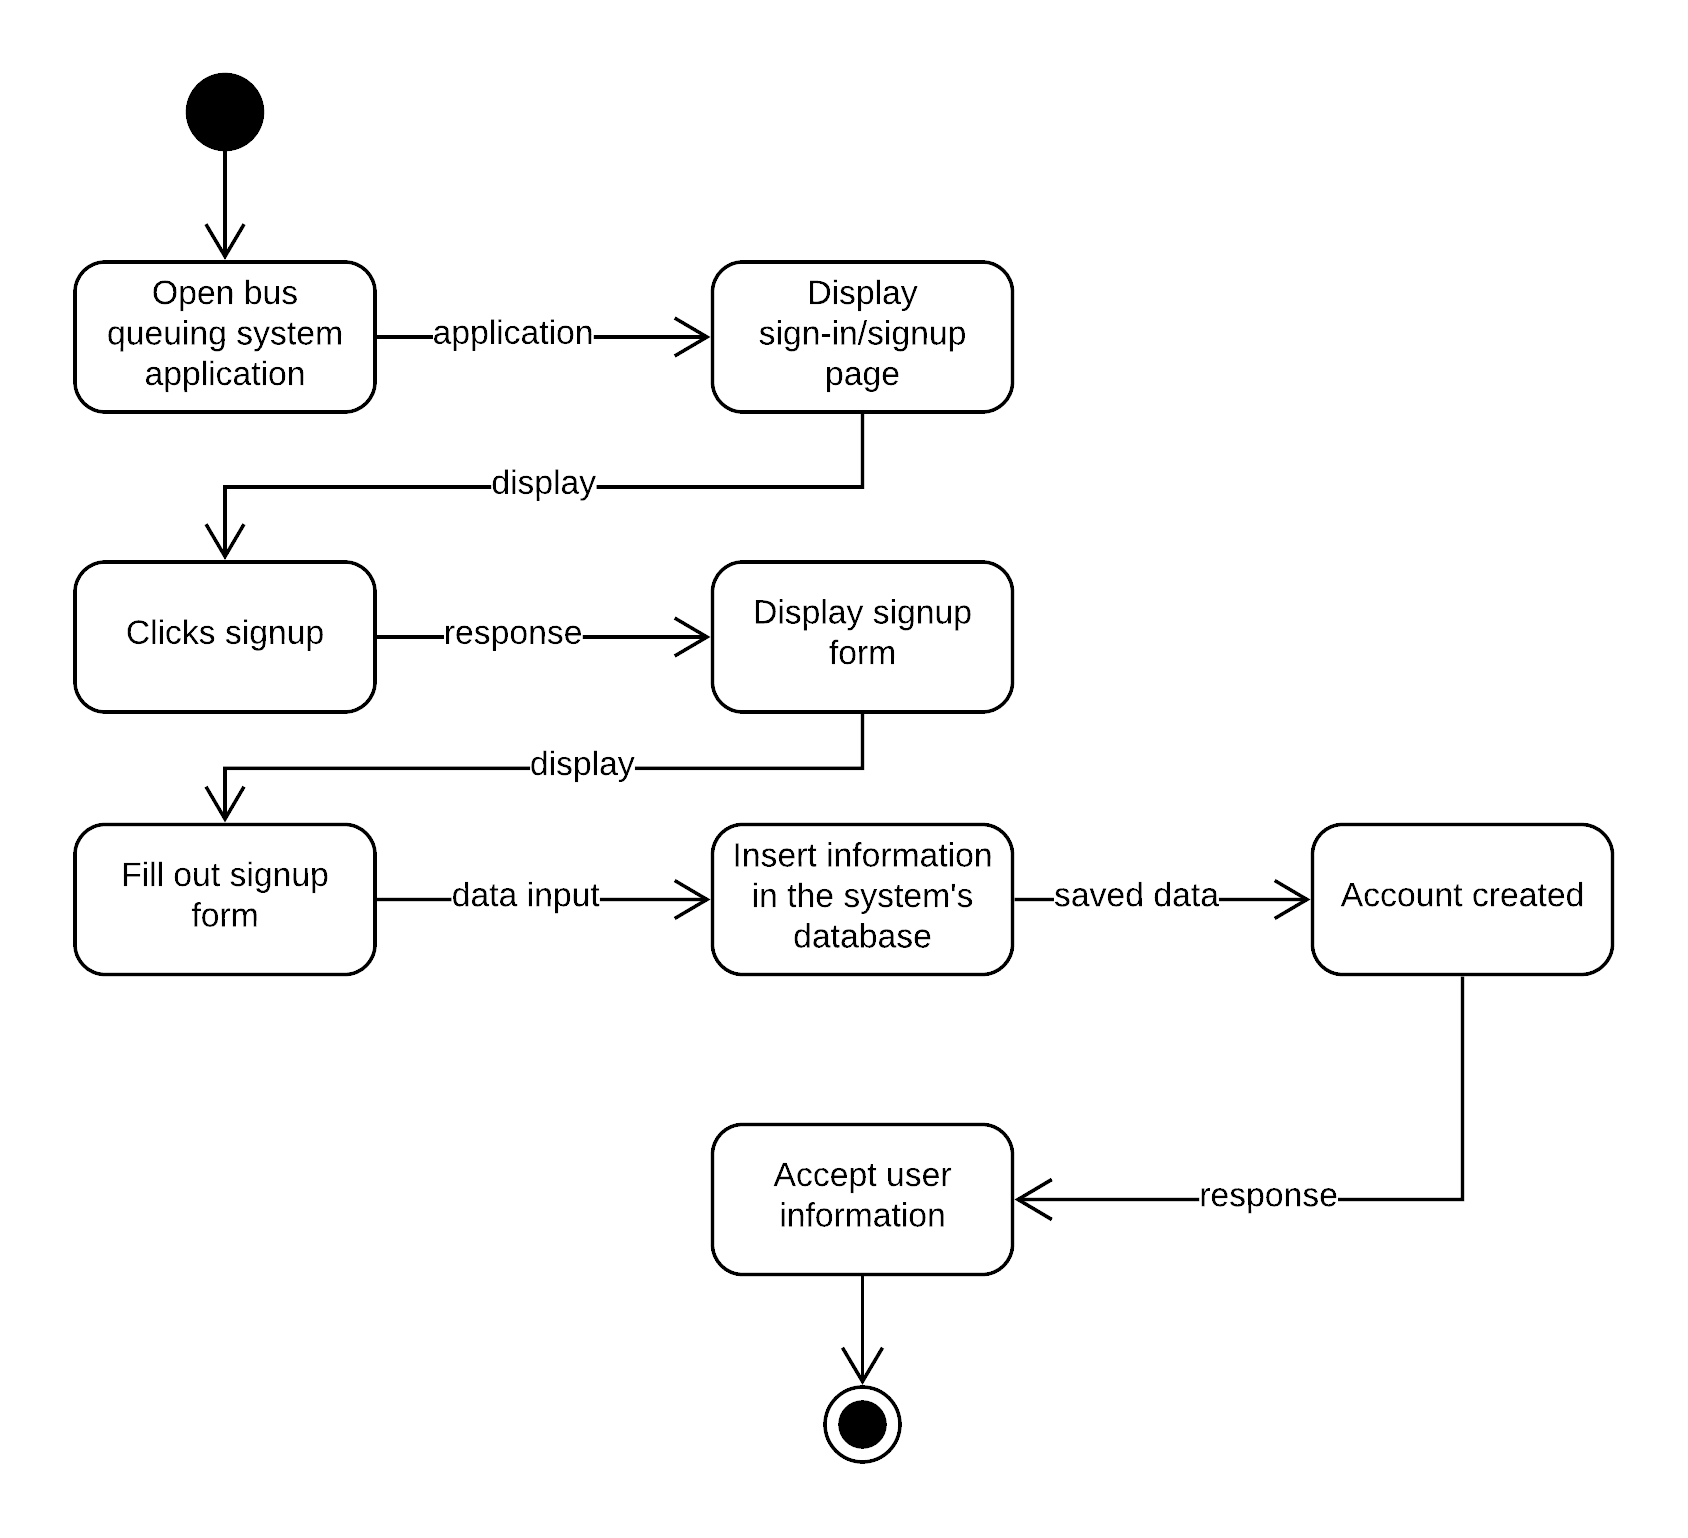 Open bus
queuing system
application
application
Display
sign-in/signup
page
display
Clicks signup
response
Display signup
form
display
Fill out signup
form
data input
Insert information
in the system's
database
saved data
Account created
response
Accept user
information